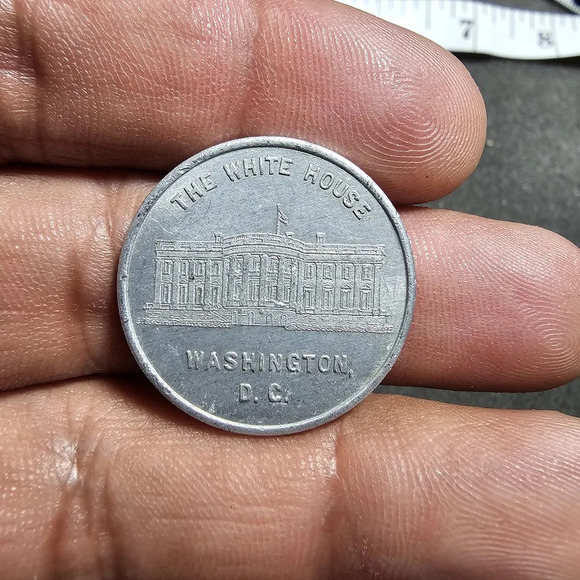 7 8
THE WHITE HOUSE
WASHINGTON,
D. C.